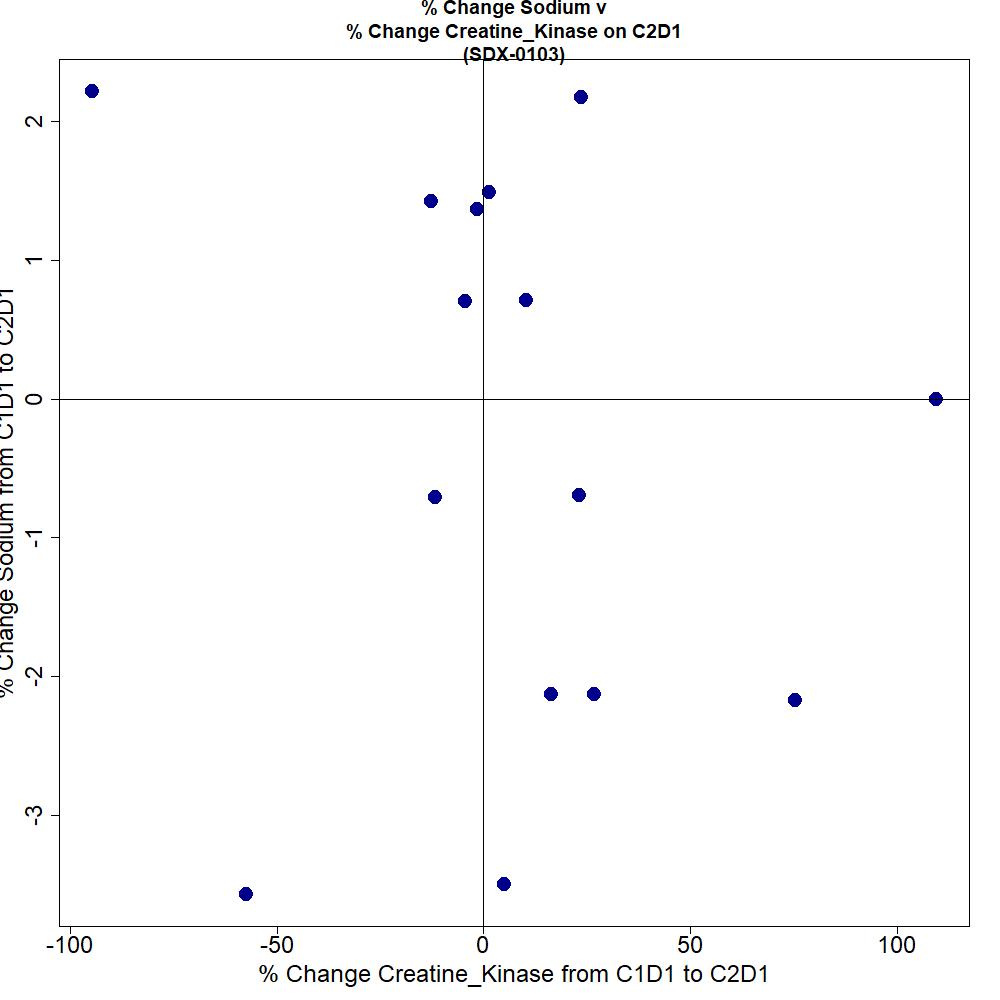 % Change Sodium v
% Change Creatine_Kinase on C2D1
(SDX-0103)
% Change Sodium from C1D1 to C2D1
2
1
0
-1
-2
-3
-100
-50
0
50
100
% Change Creatine_Kinase from C1D1 to C2D1